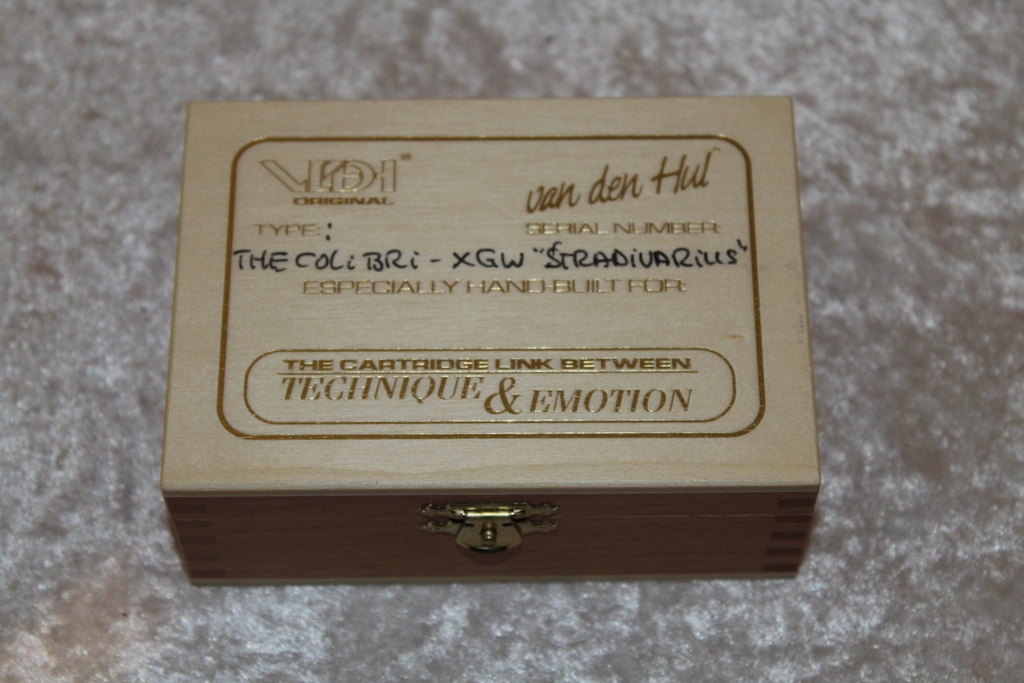 VDH®
ORIGINAL
van den Hul™
TYPE: :
SERIAL NUMBER:
THE COLiBRi - XGW "STRADiVARiUS"
ESPECIALLY HAND-BUILT FOR:
THE CARTRIDGE LINK BETWEEN
TECHNIQUE & EMOTION